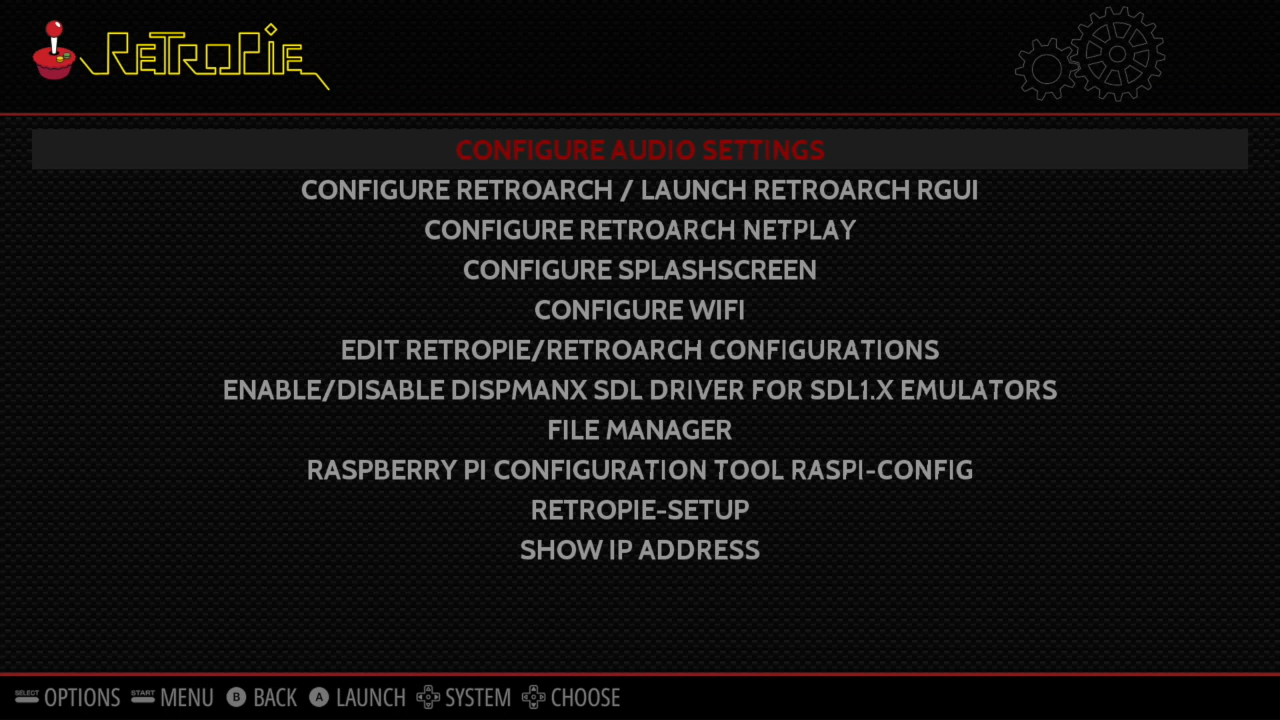 RETROPIE
CONFIGURE AUDIO SETTINGS
CONFIGURE RETROARCH / LAUNCH RETROARCH RGUI
CONFIGURE RETROARCH NETPLAY
CONFIGURE SPLASHSCREEN
CONFIGURE WIFI
EDIT RETROPIE/RETROARCH CONFIGURATIONS
ENABLE/DISABLE DISPMANX SDL DRIVER FOR SDL1.X EMULATORS
FILE MANAGER
RASPBERRY PI CONFIGURATION TOOL RASPI-CONFIG
RETROPIE-SETUP
SHOW IP ADDRESS
SELECT OPTIONS START MENU B BACK A LAUNCH SYSTEM CHOOSE